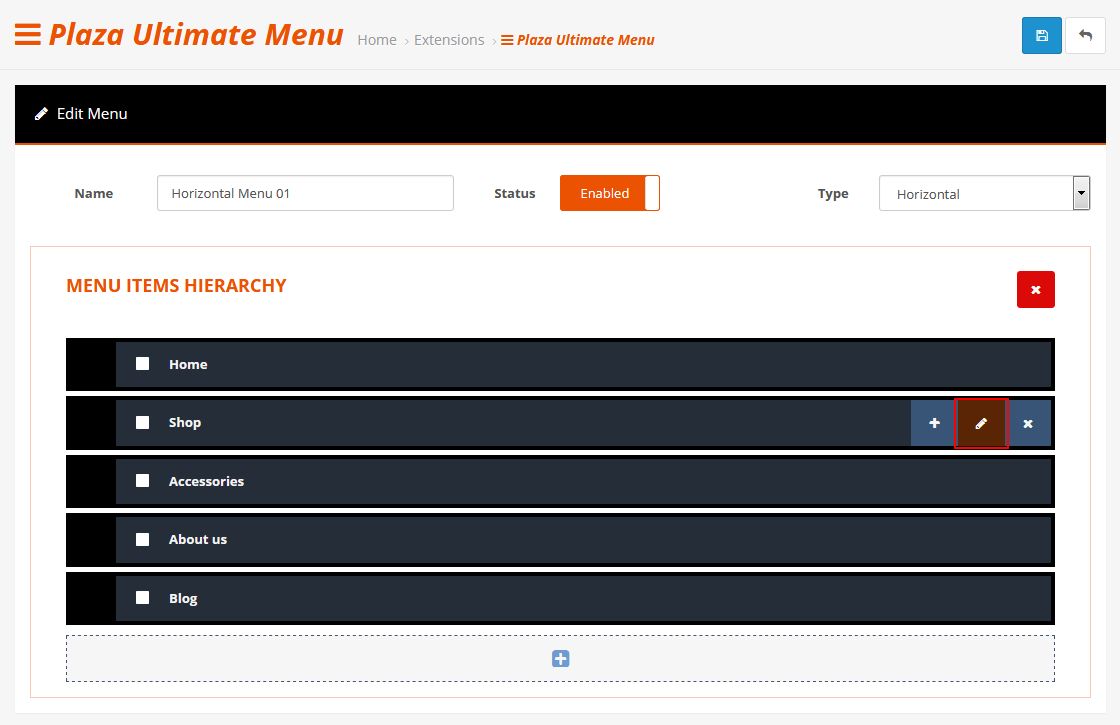 Plaza Ultimate Menu Home › Extensions › Plaza Ultimate Menu
Edit Menu
Name Horizontal Menu 01 Status Enabled Type Horizontal
MENU ITEMS HIERARCHY
Home
Shop
Accessories
About us
Blog